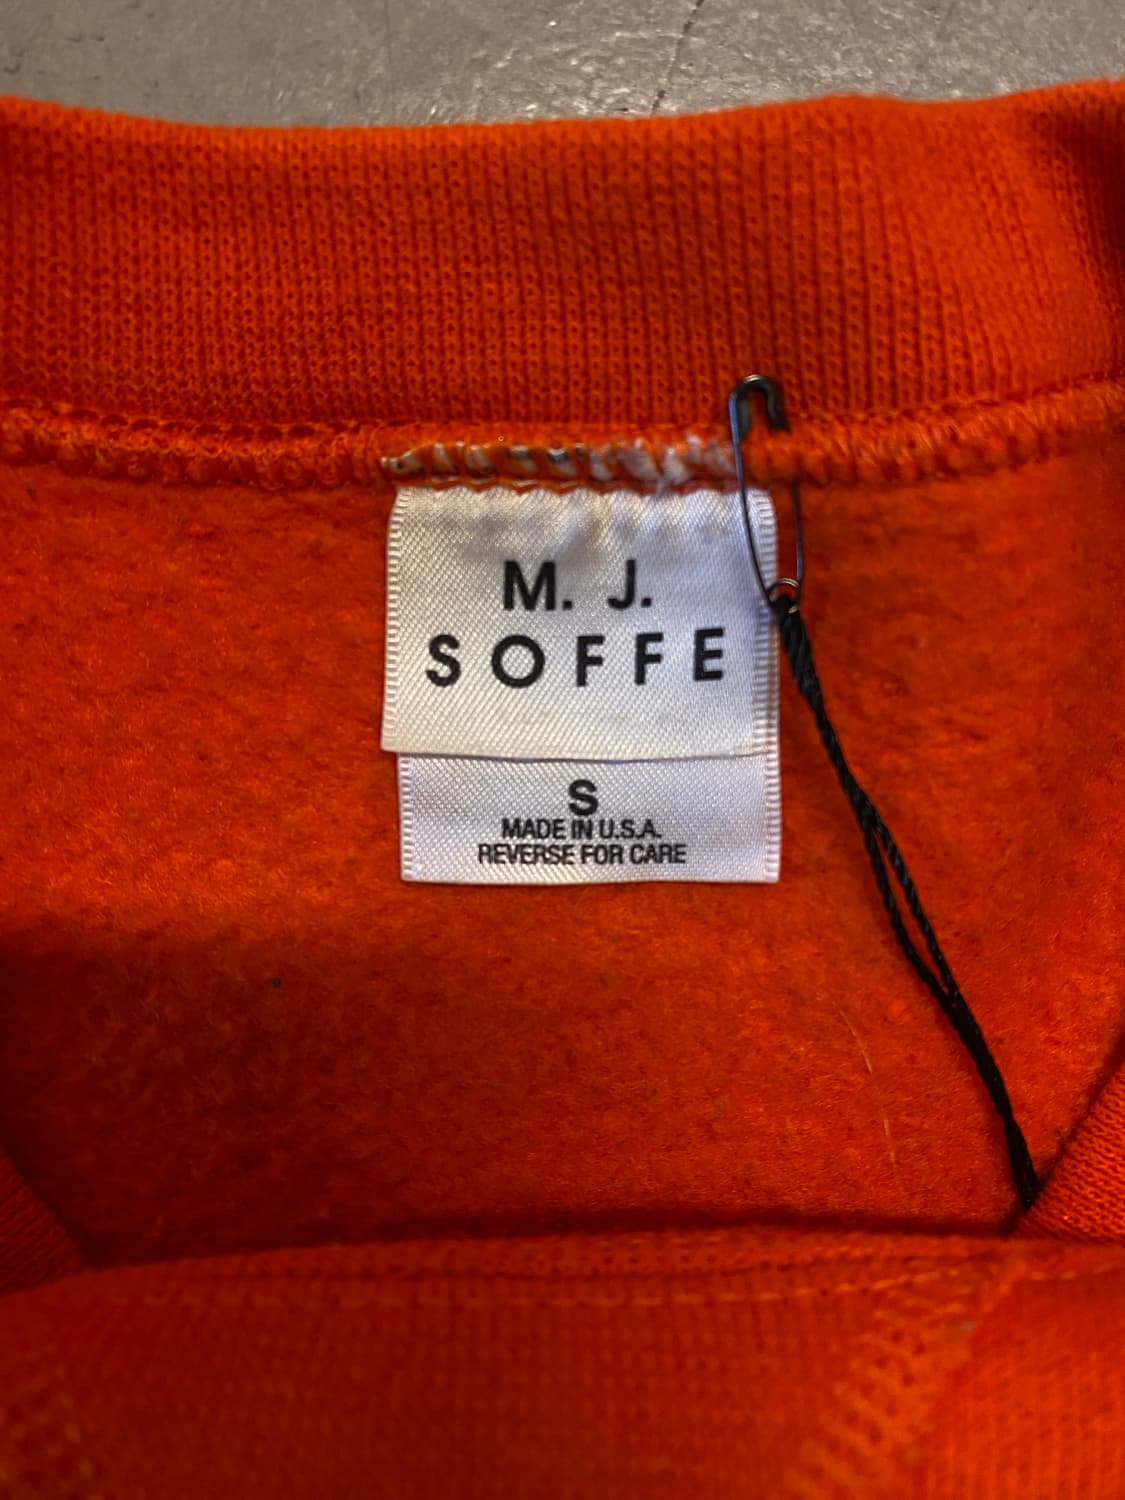 M. J.
SOFFE
S
MADE IN U.S.A.
REVERSE FOR CARE